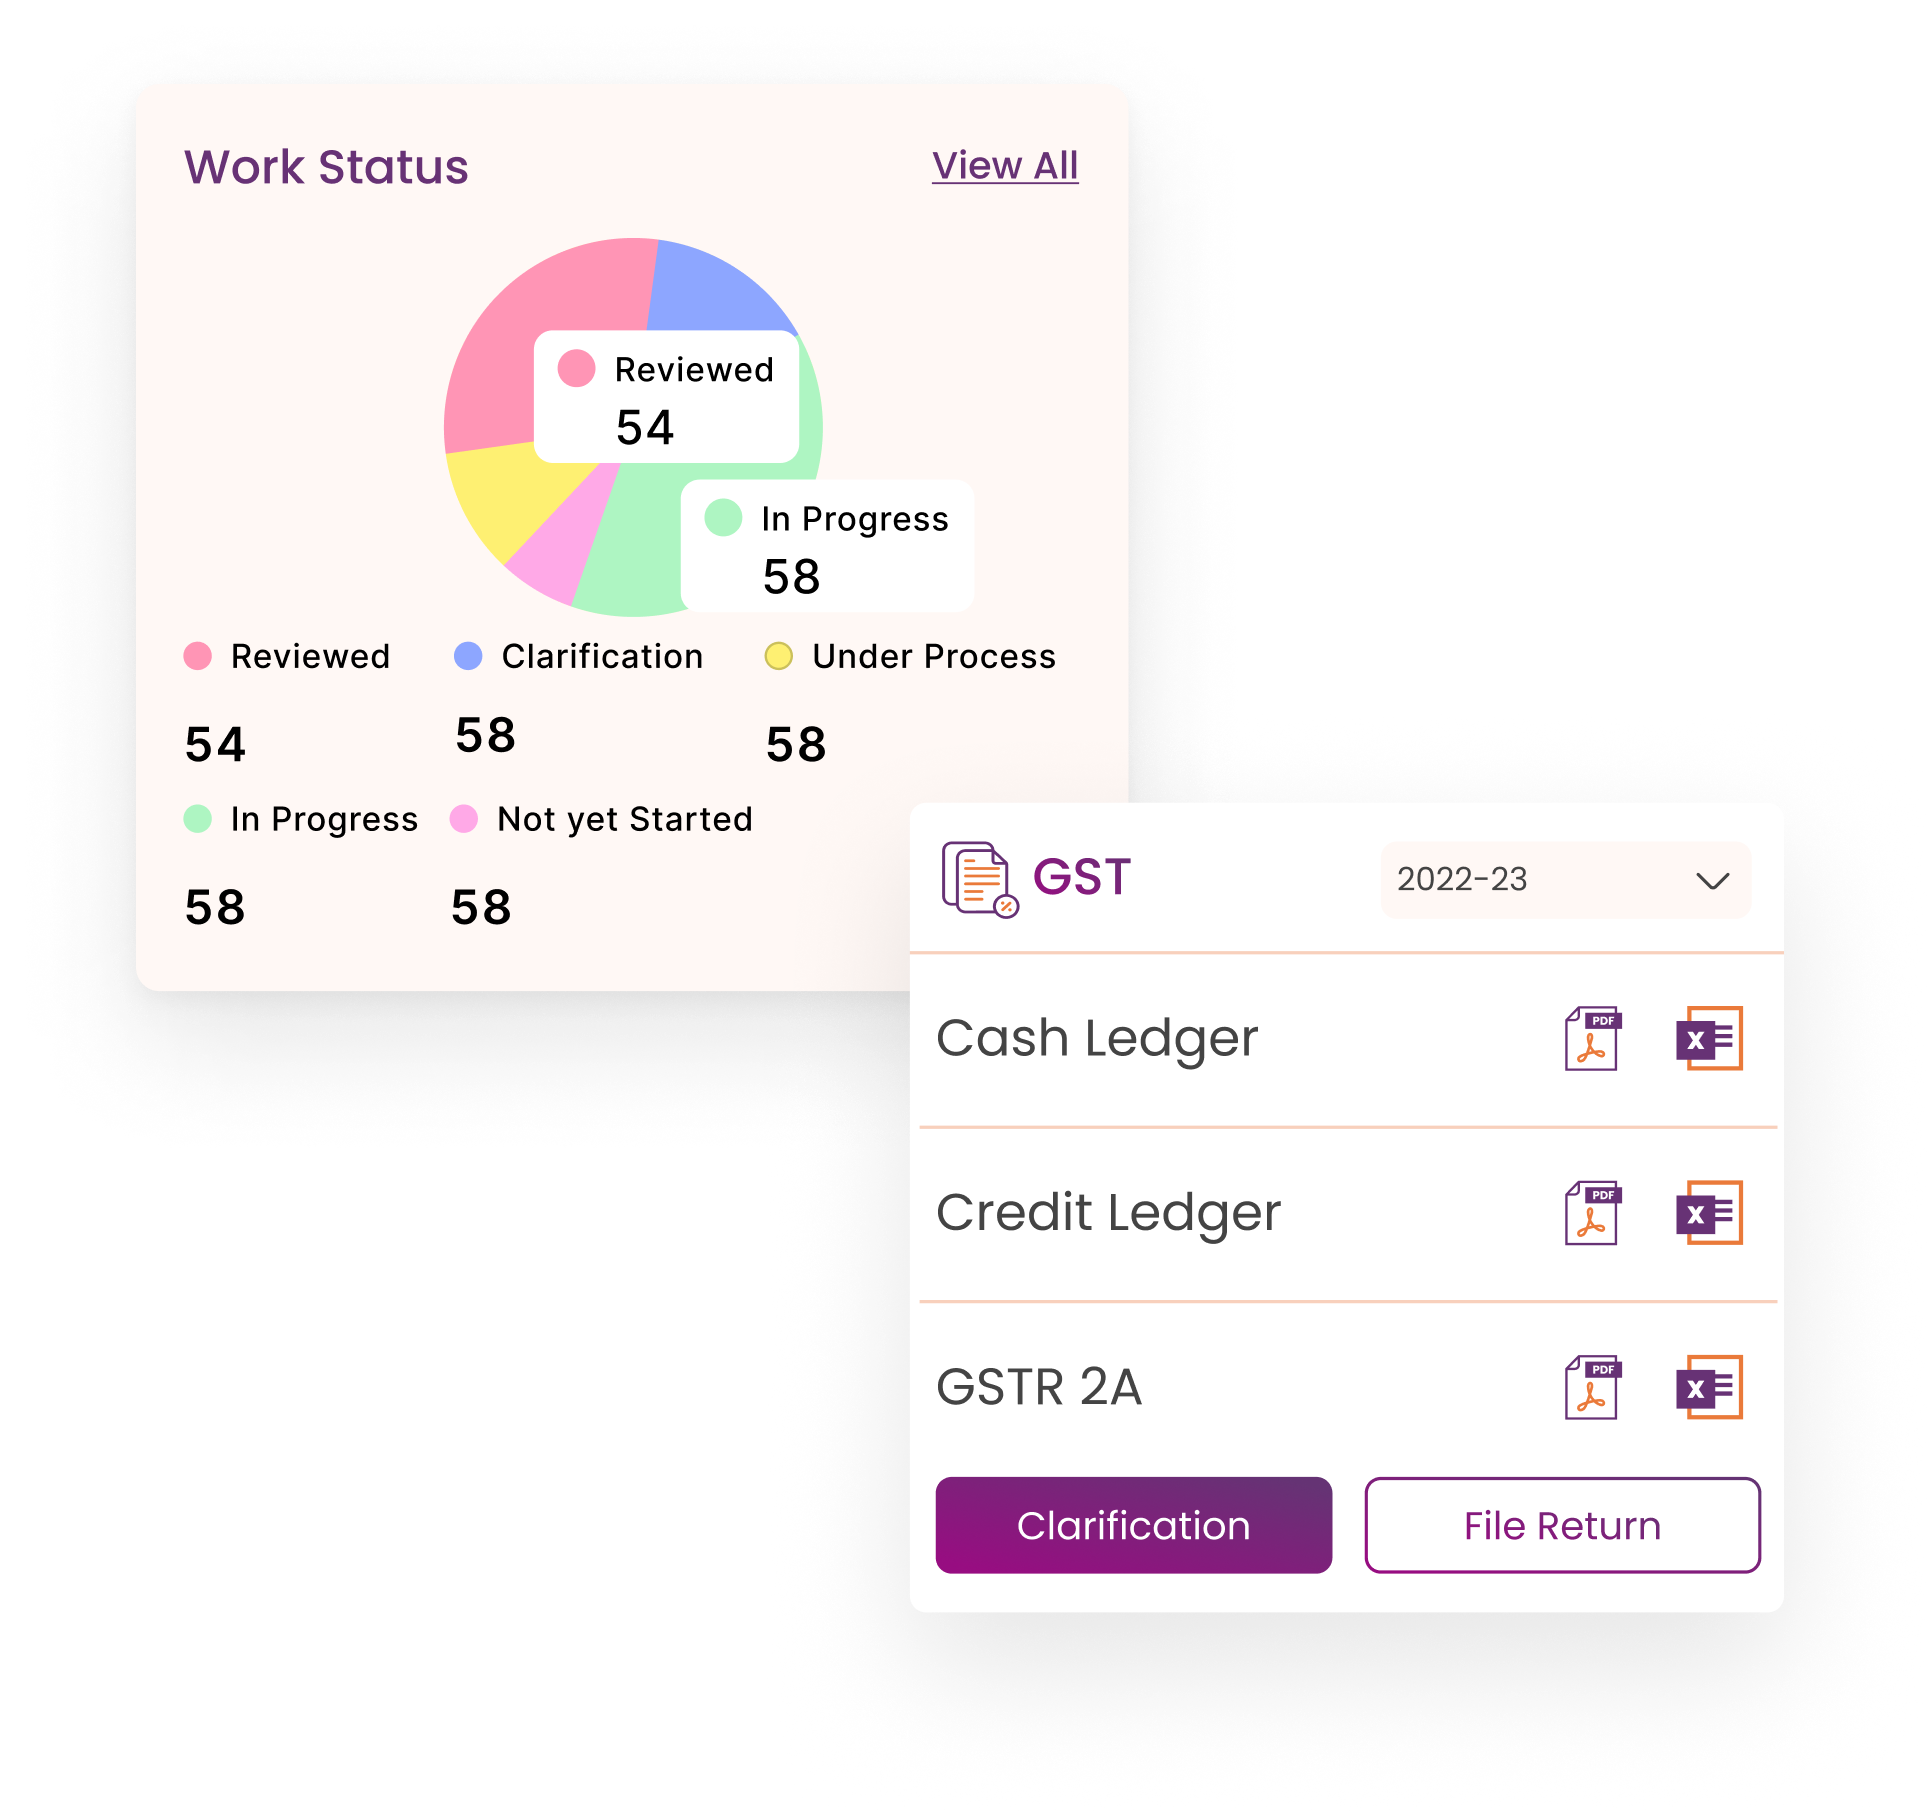 Work Status
View All
Reviewed
54
In Progress
58
Reviewed
Clarification
Under Process
54
58
58
In Progress
Not yet Started
58
58
GST
2022-23
Cash Ledger
PDF
X
Credit Ledger
PDF
X
GSTR 2A
PDF
X
Clarification
File Return